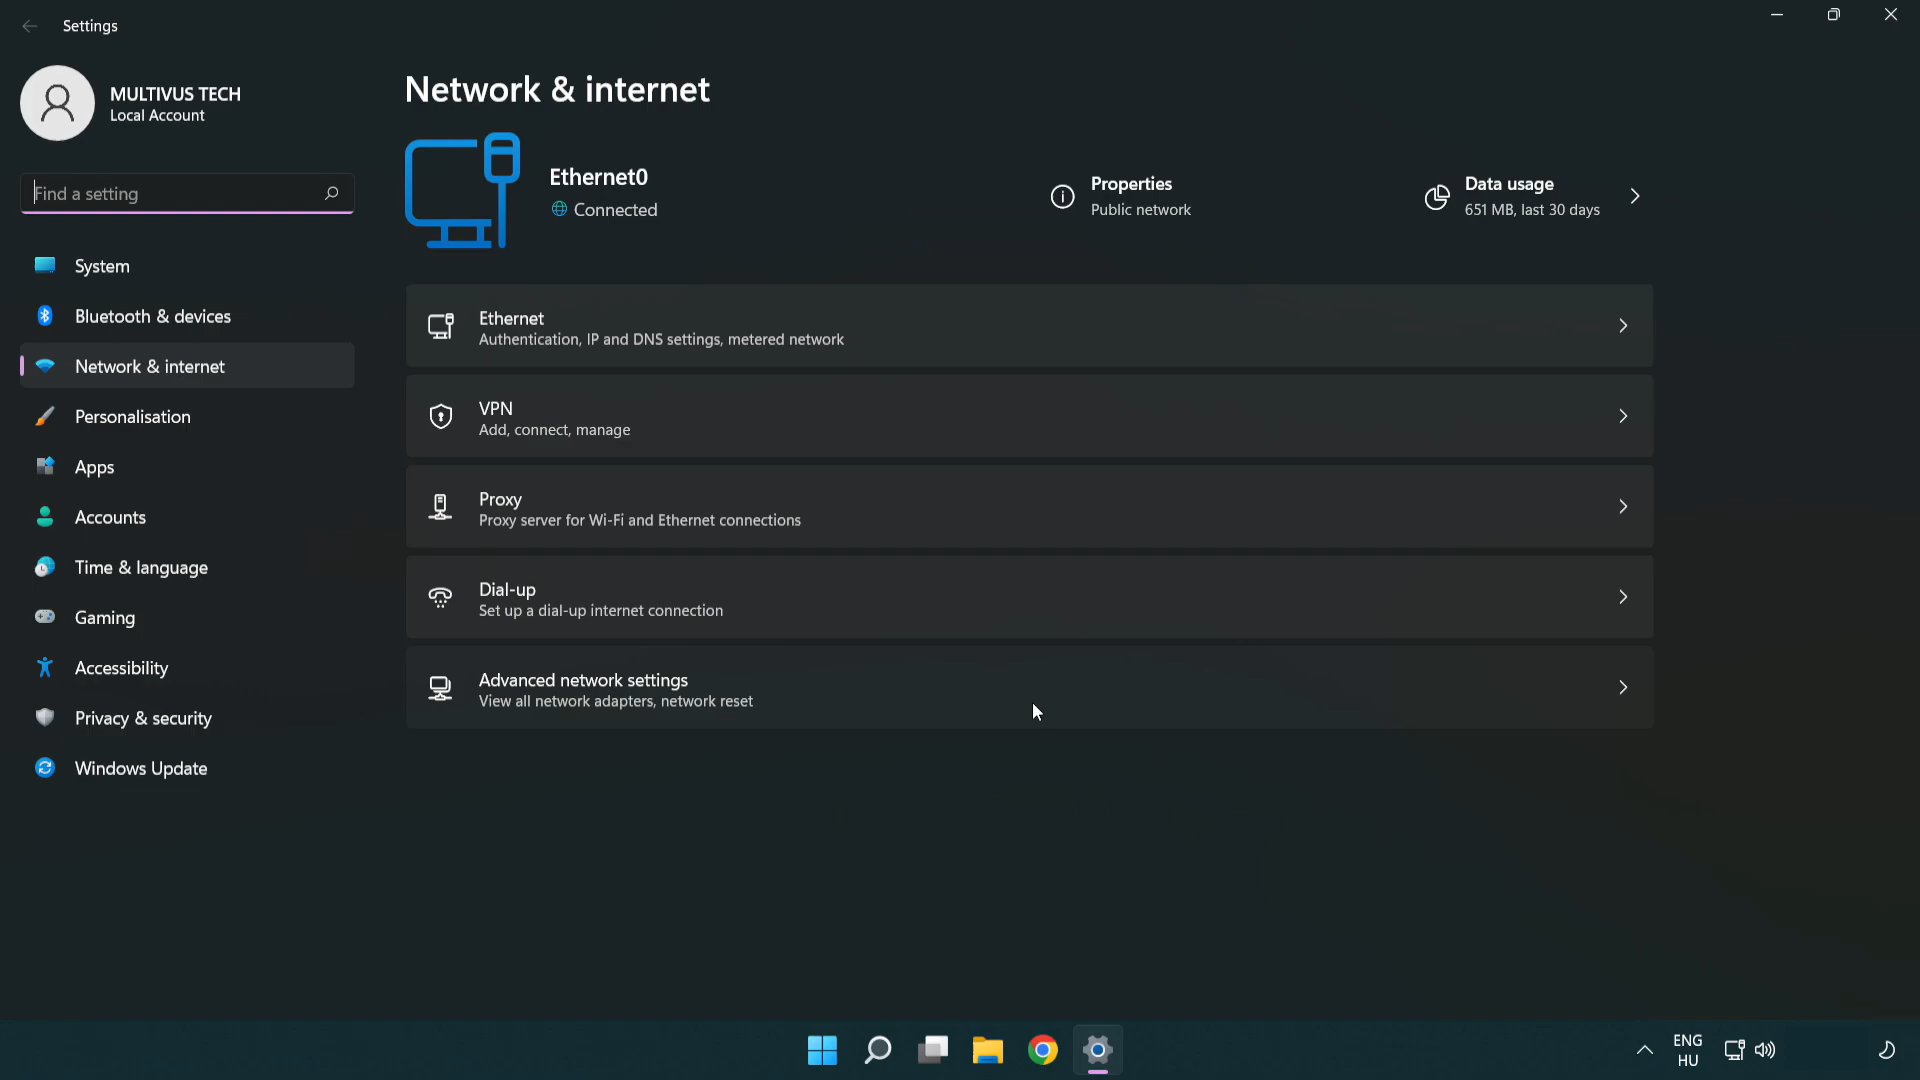 Settings
MULTIVUS TECH
Local Account
Find a setting
System
Bluetooth & devices
Network & internet
Personalisation
Apps
Accounts
Time & language
Gaming
Accessibility
Privacy & security
Windows Update
Network & internet
Ethernet0
Connected
Properties
Public network
Data usage
651 MB, last 30 days
Ethernet
Authentication, IP and DNS settings, metered network
VPN
Add, connect, manage
Proxy
Proxy server for Wi-Fi and Ethernet connections
Dial-up
Set up a dial-up internet connection
Advanced network settings
View all network adapters, network reset
ENG
HU